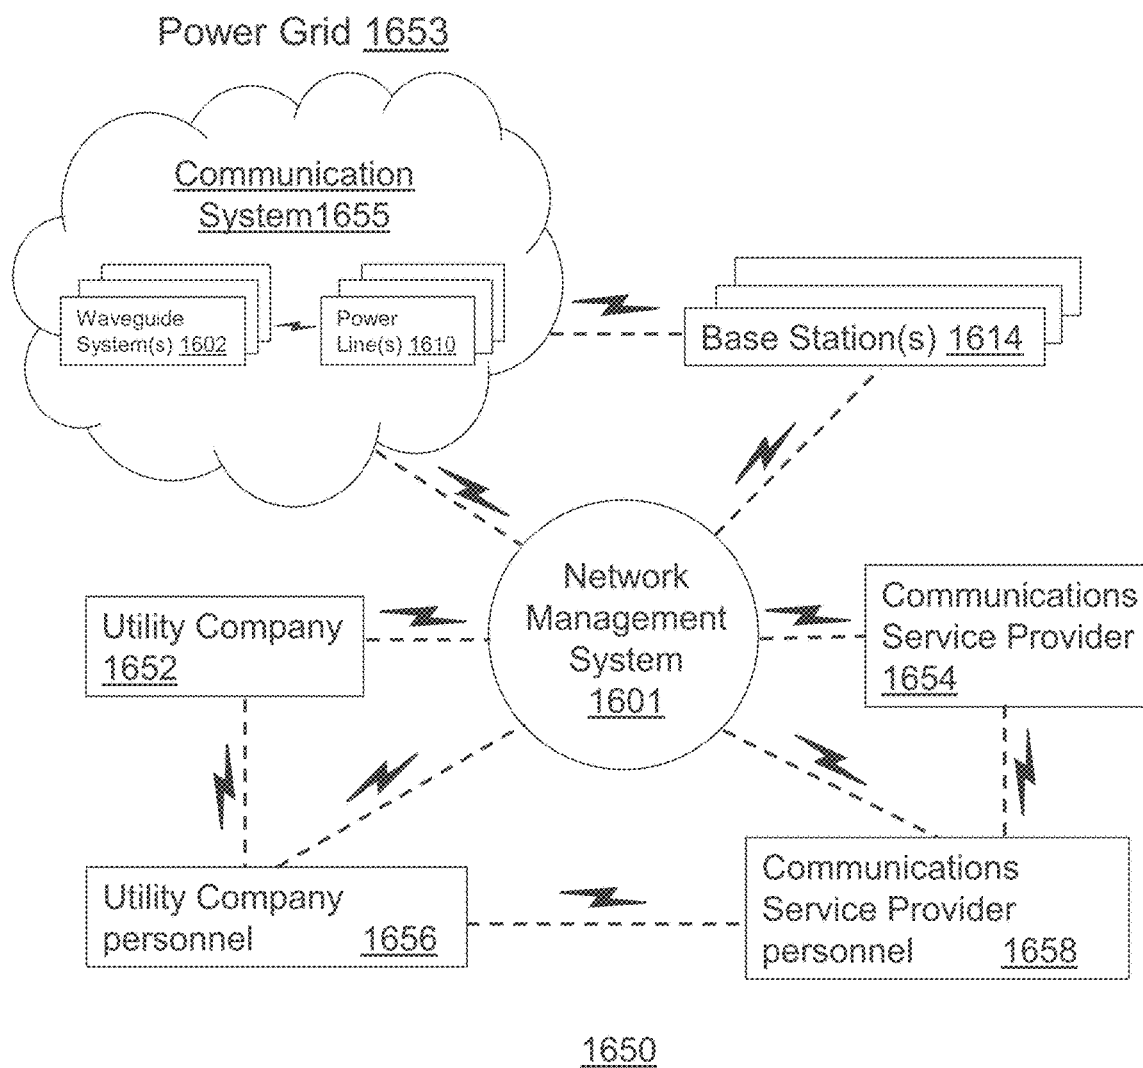 Power Grid 1653
Communication
System1655
Waveguide
System(s) 1602
Power
Line(s) 1610
Base Station(s) 1614
Network
Management
System
1601
Utility Company
1652
Communications
Service Provider
1654
Utility Company
personnel 1656
Communications
Service Provider
personnel 1658
1650